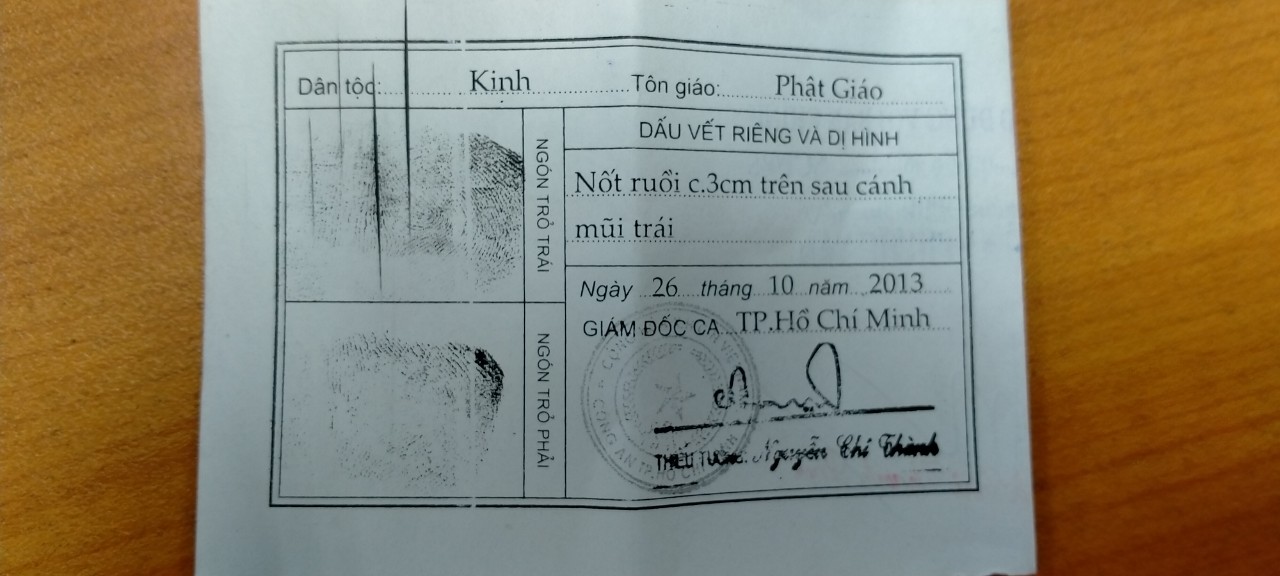 Dân tộc: Kinh Tôn giáo: Phật Giáo
NGÓN TRỎ TRÁI
DẤU VẾT RIÊNG VÀ DỊ HÌNH
Nốt ruồi c.3cm trên sau cánh
mũi trái
Ngày 26 tháng 10 năm 2013
GIÁM ĐỐC CA TP.Hồ Chí Minh
NGÓN TRỎ PHẢI
CÔNG AN TP.HỒ
THIẾU TƯỚNG: Nguyễn Chí Thành